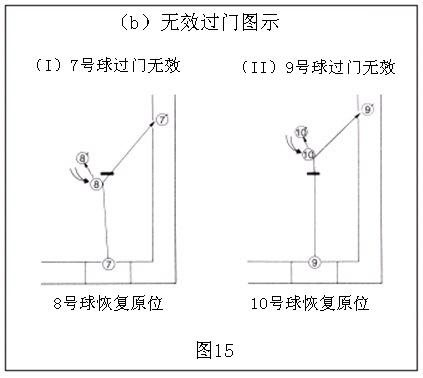 (b) 无效过门图示
(I) 7号球过门无效
(II) 9号球过门无效
7'
8'
8
7
9'
10'
10
9
8号球恢复原位
10号球恢复原位
图15